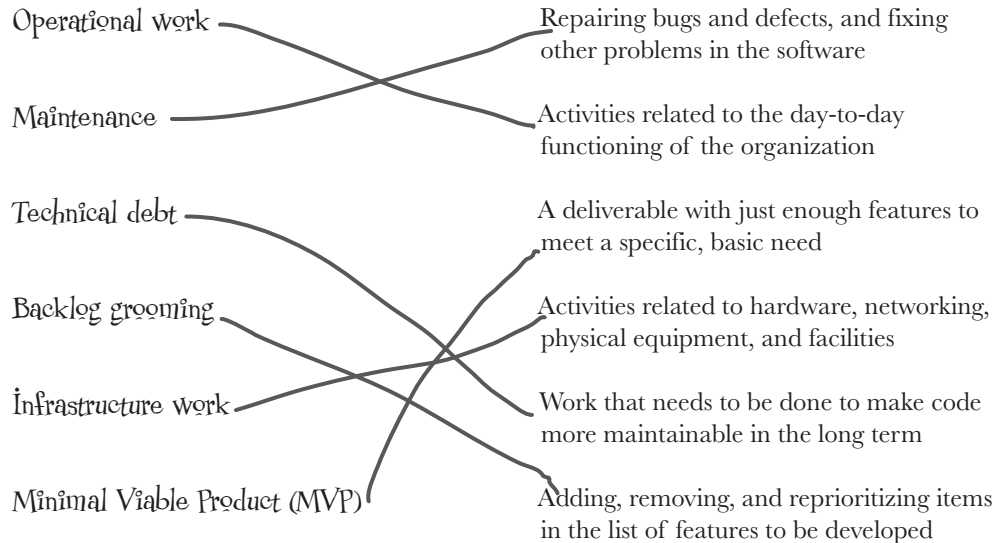 Operational work
Repairing bugs and defects, and fixing
other problems in the software
Maintenance
Activities related to the day-to-day
functioning of the organization
Technical debt
A deliverable with just enough features to
meet a specific, basic need
Backlog grooming
Activities related to hardware, networking,
physical equipment, and facilities
Infrastructure work
Work that needs to be done to make code
more maintainable in the long term
Minimal Viable Product (MVP)
Adding, removing, and reprioritizing items
in the list of features to be developed